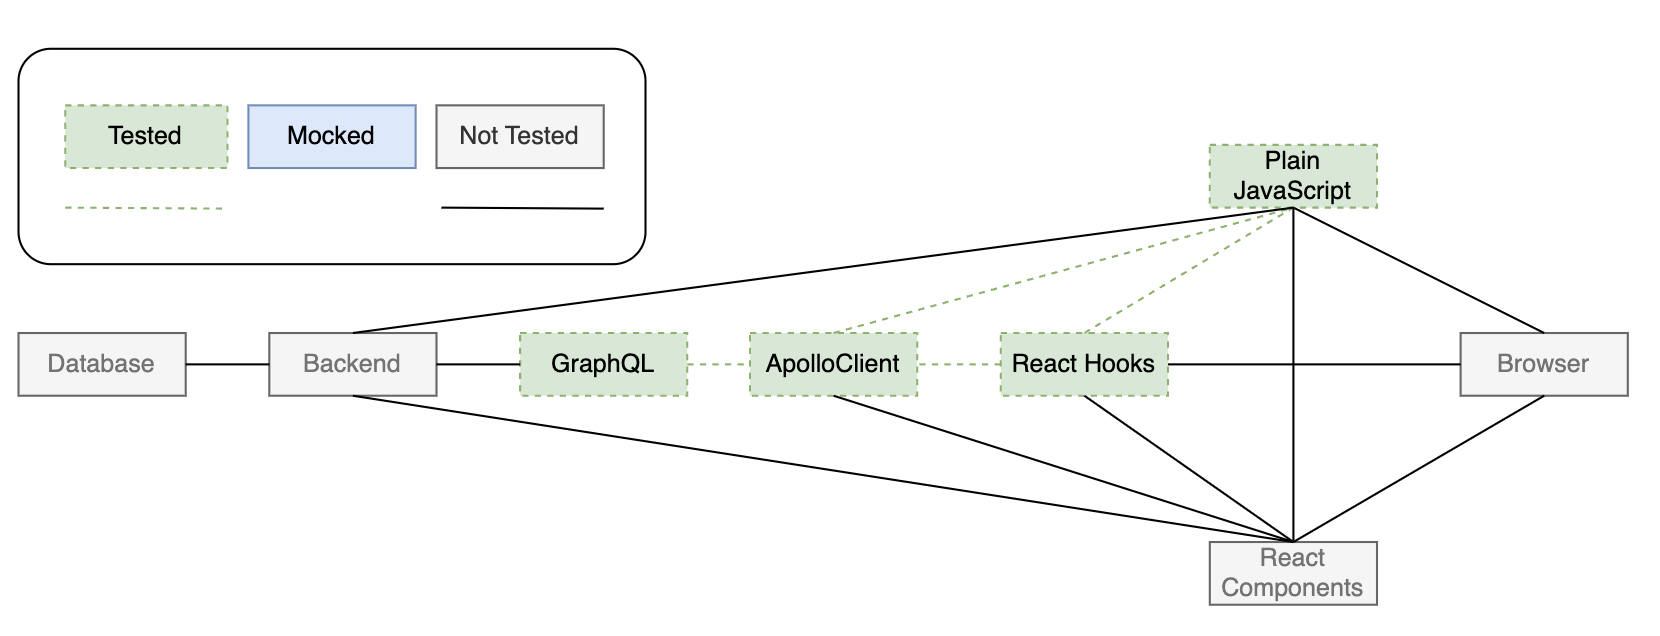 Tested
Mocked
Not Tested
Plain
JavaScript
Database
Backend
GraphQL
ApolloClient
React Hooks
Browser
React
Components